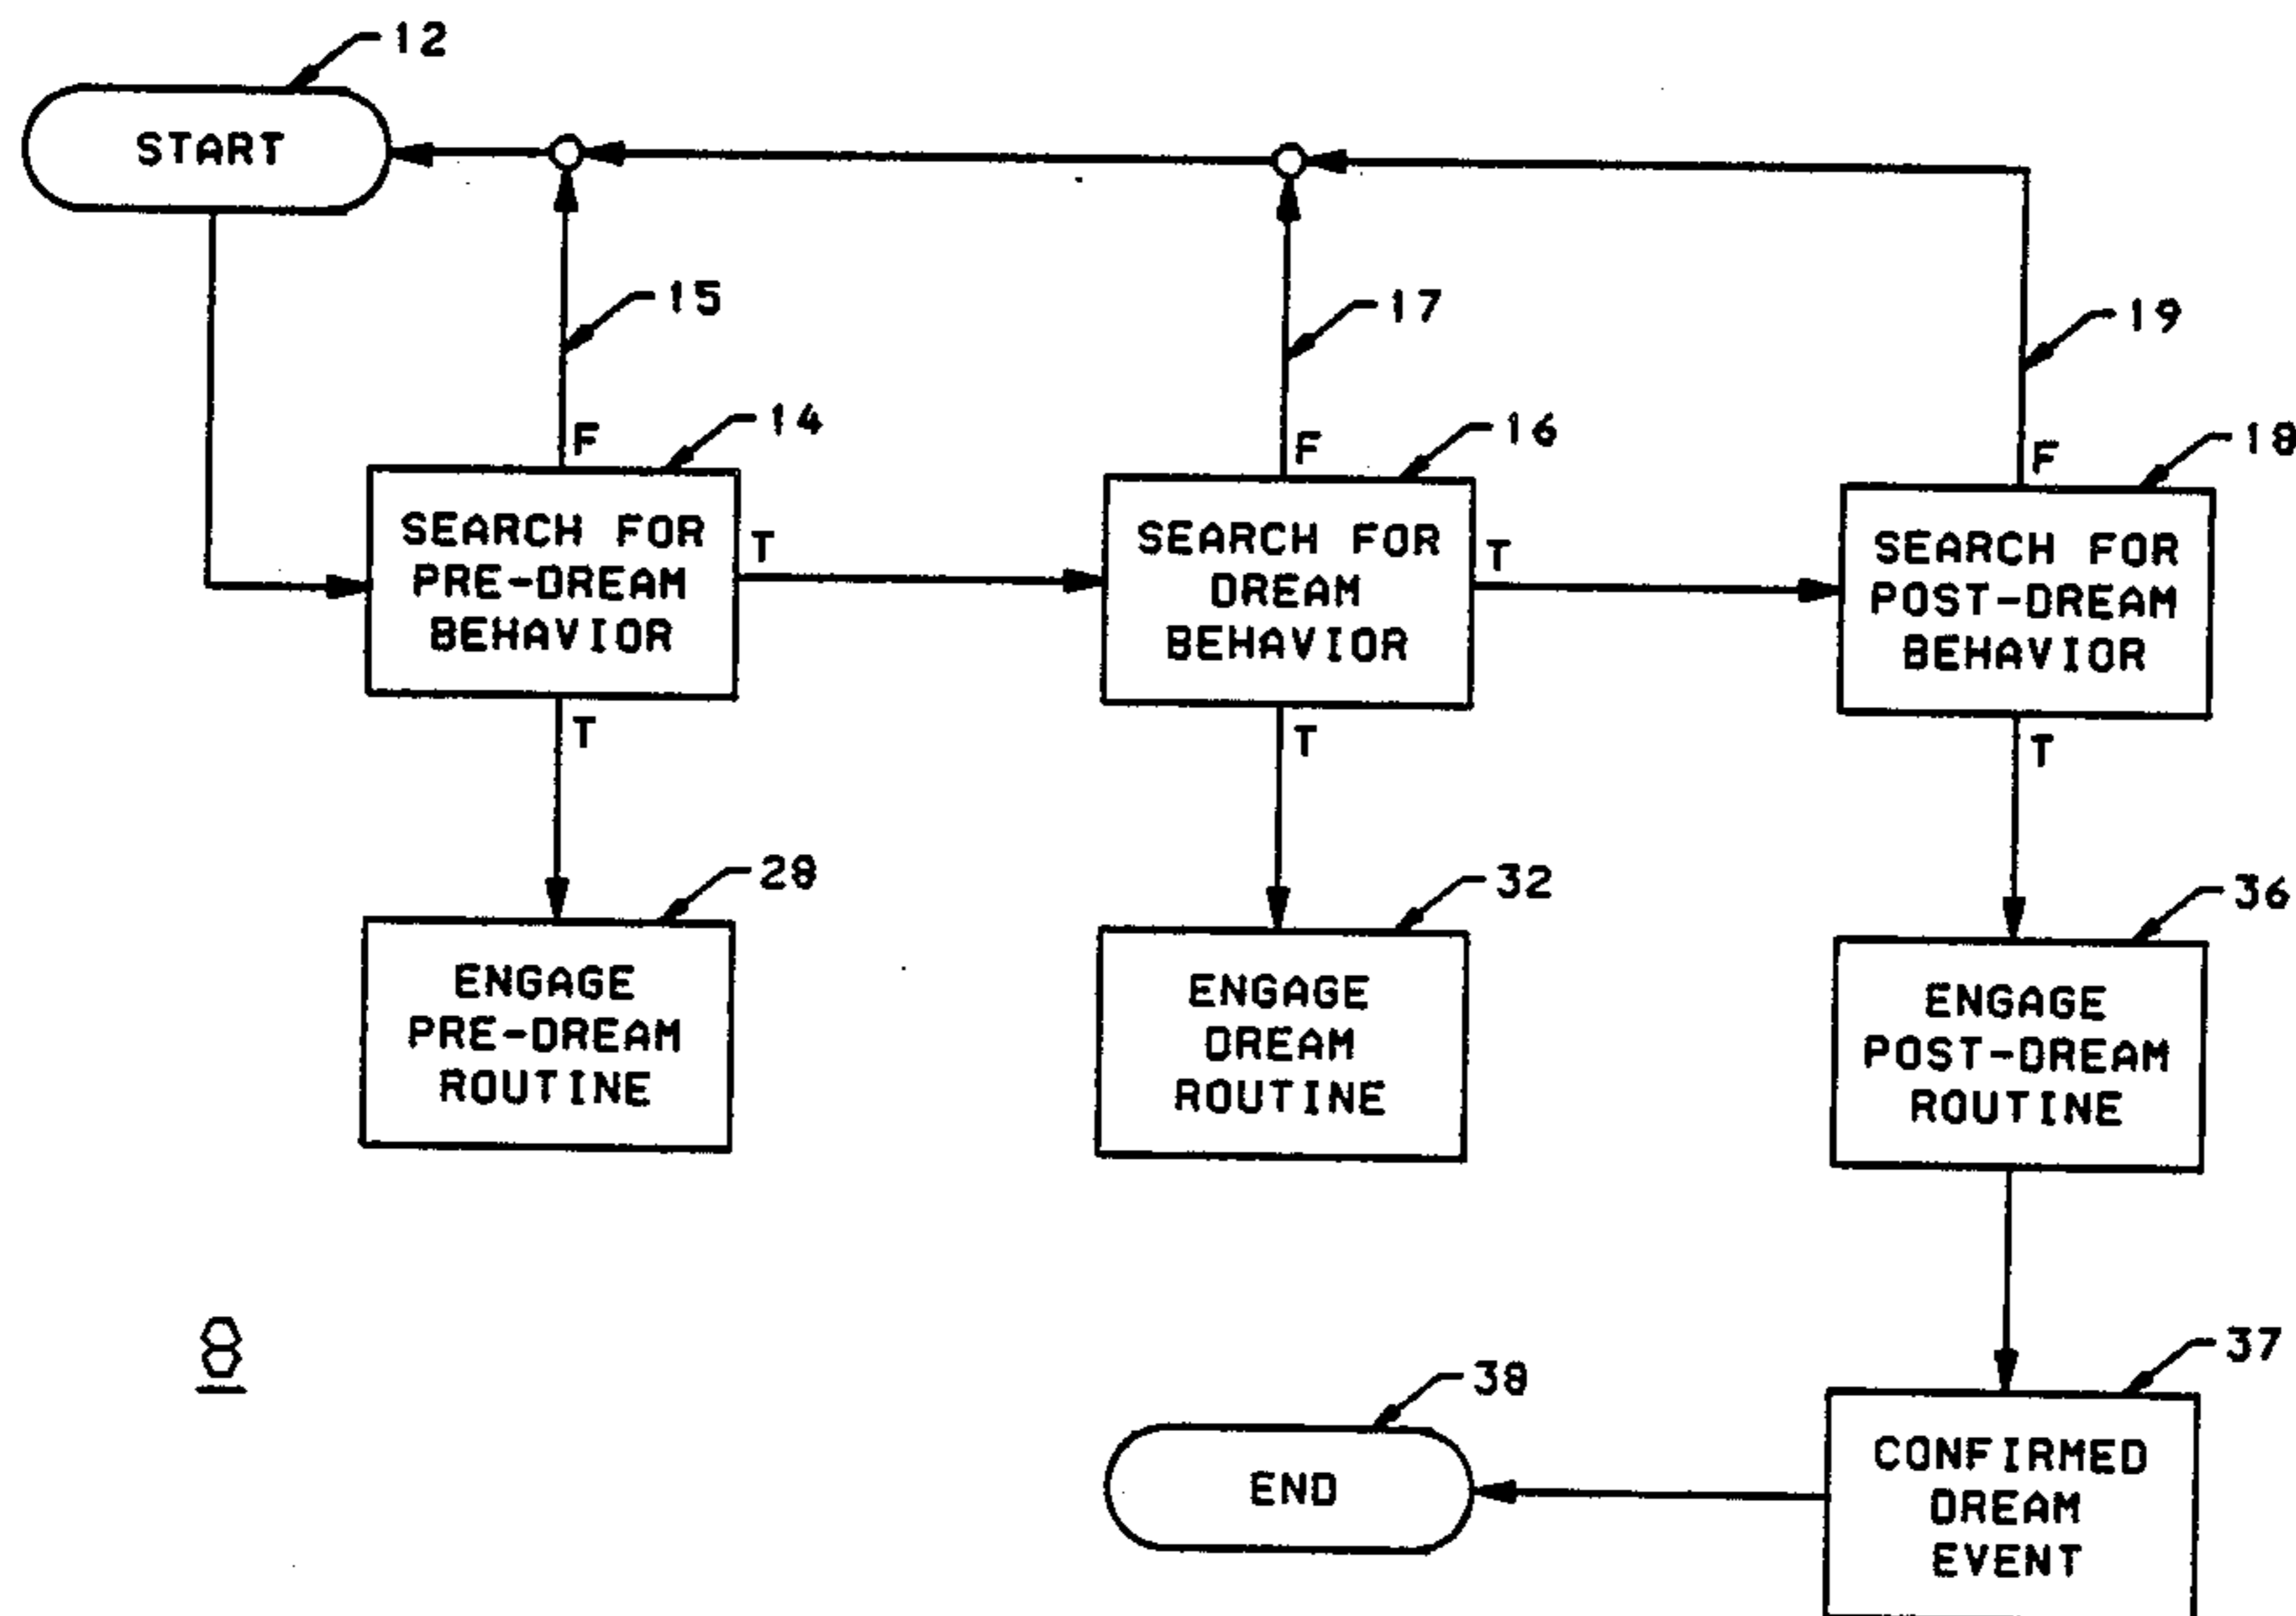 12
START
15
17
19
14
16
18
F
F
F
SEARCH FOR
PRE-DREAM
BEHAVIOR
T
T
SEARCH FOR
DREAM
BEHAVIOR
T
T
SEARCH FOR
POST-DREAM
BEHAVIOR
T
28
32
36
ENGAGE
PRE-DREAM
ROUTINE
ENGAGE
DREAM
ROUTINE
ENGAGE
POST-DREAM
ROUTINE
8
38
37
END
CONFIRMED
DREAM
EVENT